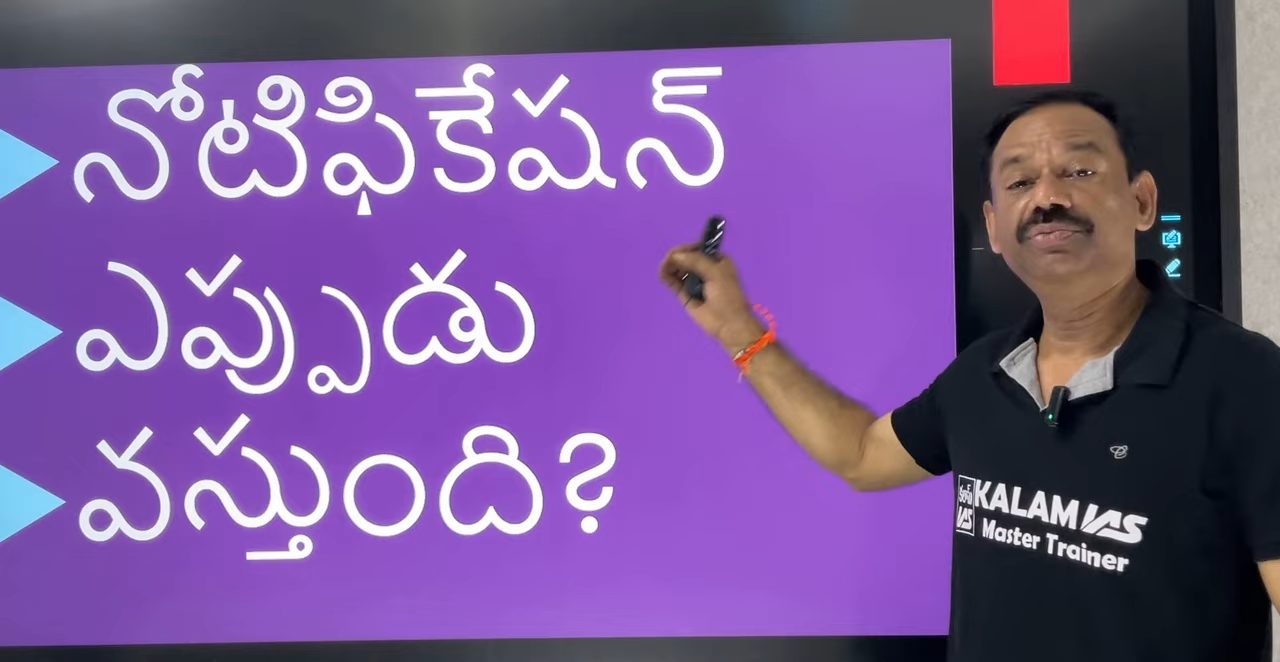 నోటిఫికేషన్
ఎప్పుడు
వస్తుంది?
KALAM IAS
Master Trainer